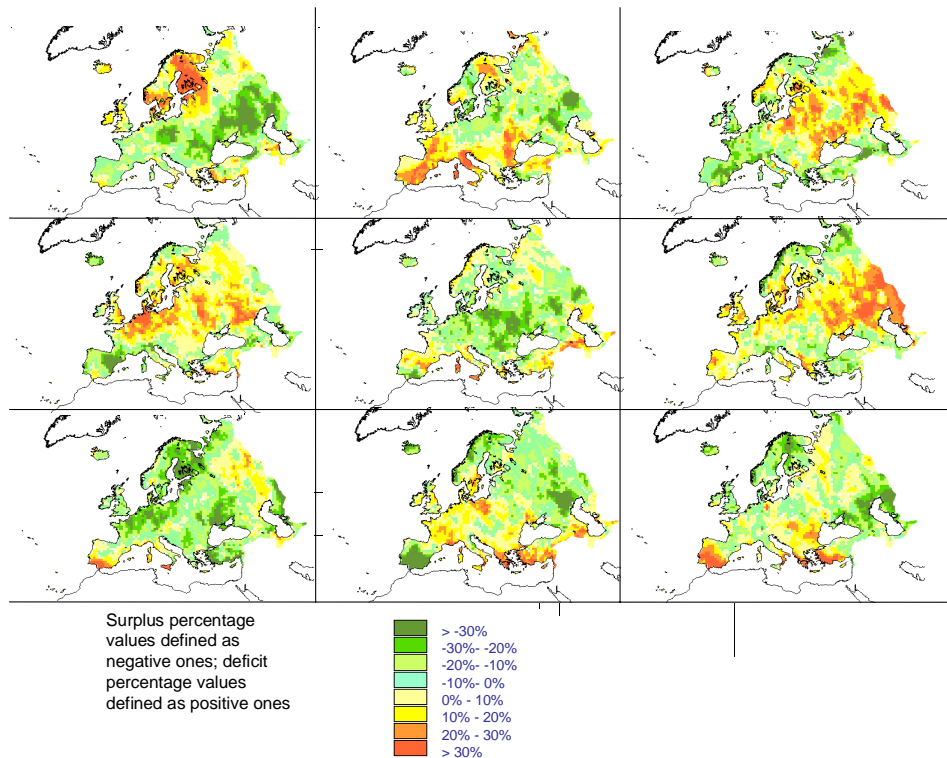 Surplus percentage
values defined as
negative ones; deficit
percentage values
defined as positive ones
> -30%
-30%- -20%
-20%- -10%
-10%- 0%
0% - 10%
10% - 20%
20% - 30%
> 30%